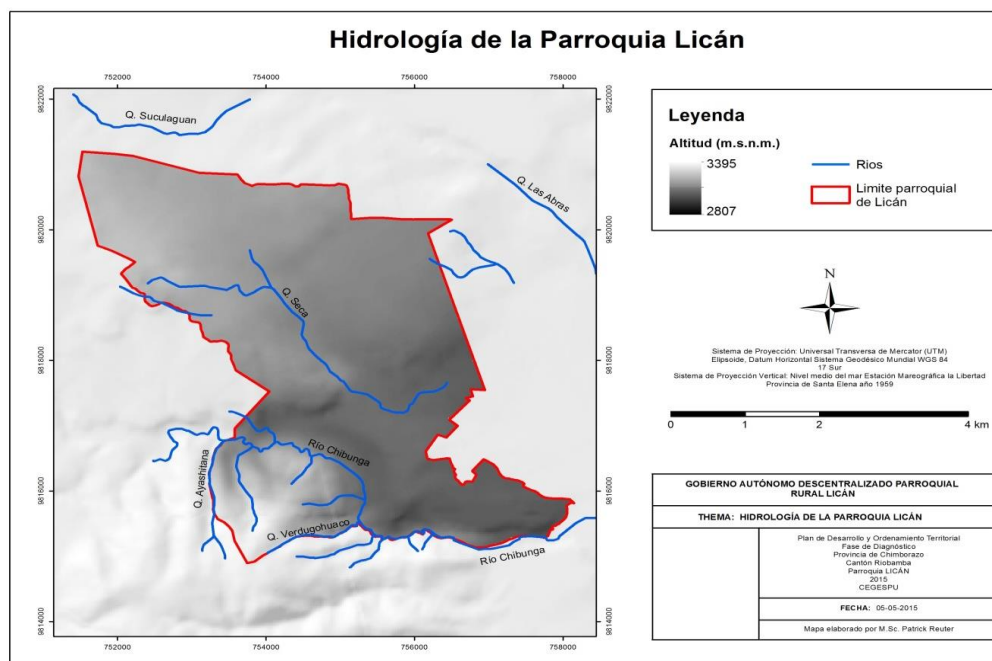 Hidrología de la Parroquia Licán
752000
754000
756000
758000
9822000
9820000
9818000
9816000
9814000
9822000
9820000
9818000
9816000
9814000
752000
754000
756000
758000
Q. Suculaguan
Q. Las Abras
Q. Seca
Río Chibunga
Q. Ayashitana
Q. Verdugohuaco
Río Chibunga
Leyenda
Altitud (m.s.n.m.)
3395
2807
Rios
Limite parroquial
de Licán
N
Sistema de Proyección: Universal Transversa de Mercator (UTM)
Elipsoide, Datum Horizontal Sistema Geodésico Mundial WGS 84
17 Sur
Sistema de Proyección Vertical: Nivel medio del mar Estación Mareográfica la Libertad
Provincia de Santa Elena año 1959
0 1 2 4 km
GOBIERNO AUTÓNOMO DESCENTRALIZADO PARROQUIAL
RURAL LICÁN
THEMA: HIDROLOGÍA DE LA PARROQUIA LICÁN
Plan de Desarrollo y Ordenamiento Territorial
Fase de Diagnóstico
Provincia de Chimborazo
Cantón Riobamba
Parroquia LICÁN
2015
CEGESPU
FECHA: 05-05-2015
Mapa elaborado por M.Sc. Patrick Reuter